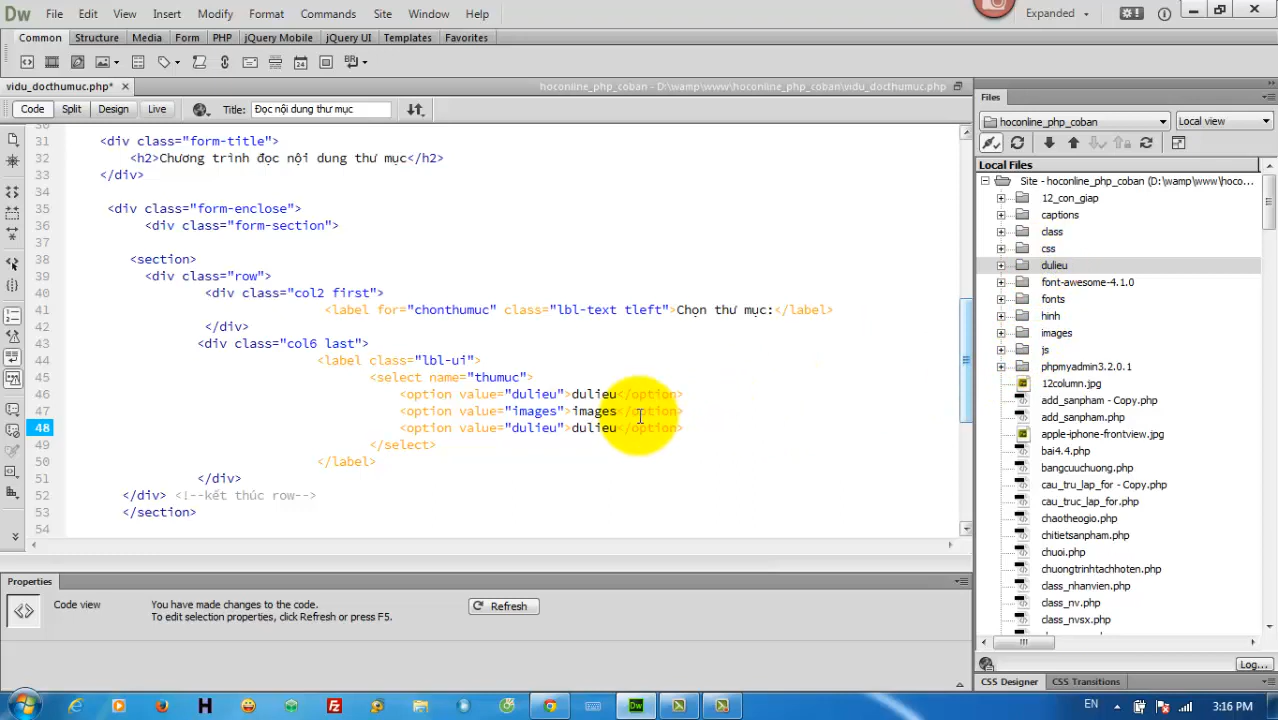 Dw File Edit View Insert Modify Format Commands Site Window Help Expanded
Common Structure Media Form PHP jQuery Mobile jQuery UI Templates Favorites
vidu_docthumuc.php* hoconline_php_coban - D:\wamp\www\hoconline_php_coban\vidu_docthumuc.php
Code Split Design Live Title: Đọc nội dung thư mục
30
31 <div class="form-title">
32 <h2>Chương trình đọc nội dung thư mục</h2>
33 </div>
34
35 <div class="form-enclose">
36 <div class="form-section">
37
38 <section>
39 <div class="row">
40 <div class="col2 first">
41 <label for="chonthumuc" class="lbl-text tleft">Chọn thư mục:</label>
42 </div>
43 <div class="col6 last">
44 <label class="lbl-ui">
45 <select name="thumuc">
46 <option value="dulieu">dulieu</option>
47 <option value="images">images</option>
48 <option value="dulieu">dulieu</option>
49 </select>
50 </label>
51 </div>
52 </div> <!--kết thúc row-->
53 </section>
54
Properties
Code view
You have made changes to the code.
To edit selection properties, click Refresh or press F5.
Refresh
Files
hoconline_php_coban Local view
Local Files
Site - hoconline_php_coban (D:\wamp\www\hoco...
12_con_giap
captions
class
css
dulieu
font-awesome-4.1.0
fonts
hinh
images
js
phpmyadmin3.2.0.1
12column.jpg
add_sanpham - Copy.php
add_sanpham.php
apple-iphone-frontview.jpg
bai4.4.php
bangcuuchuong.php
cau_tru_lap_for - Copy.php
cau_truc_lap_for.php
chaotheogio.php
chitietsanpham.php
chuoi.php
chuongtrinhtachhoten.php
class_nhanvien.php
class_nv.php
class_nvsx.php
Log...
CSS Designer CSS Transitions
EN 3:16 PM